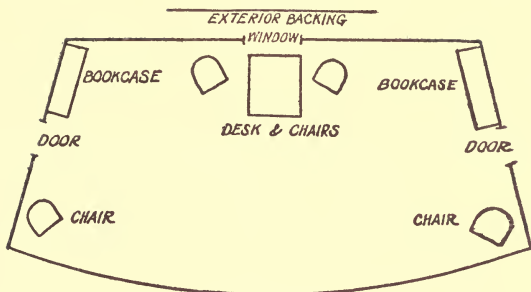 EXTERIOR BACKING
WINDOW
BOOKCASE
BOOKCASE
DESK & CHAIRS
DOOR
DOOR
CHAIR
CHAIR